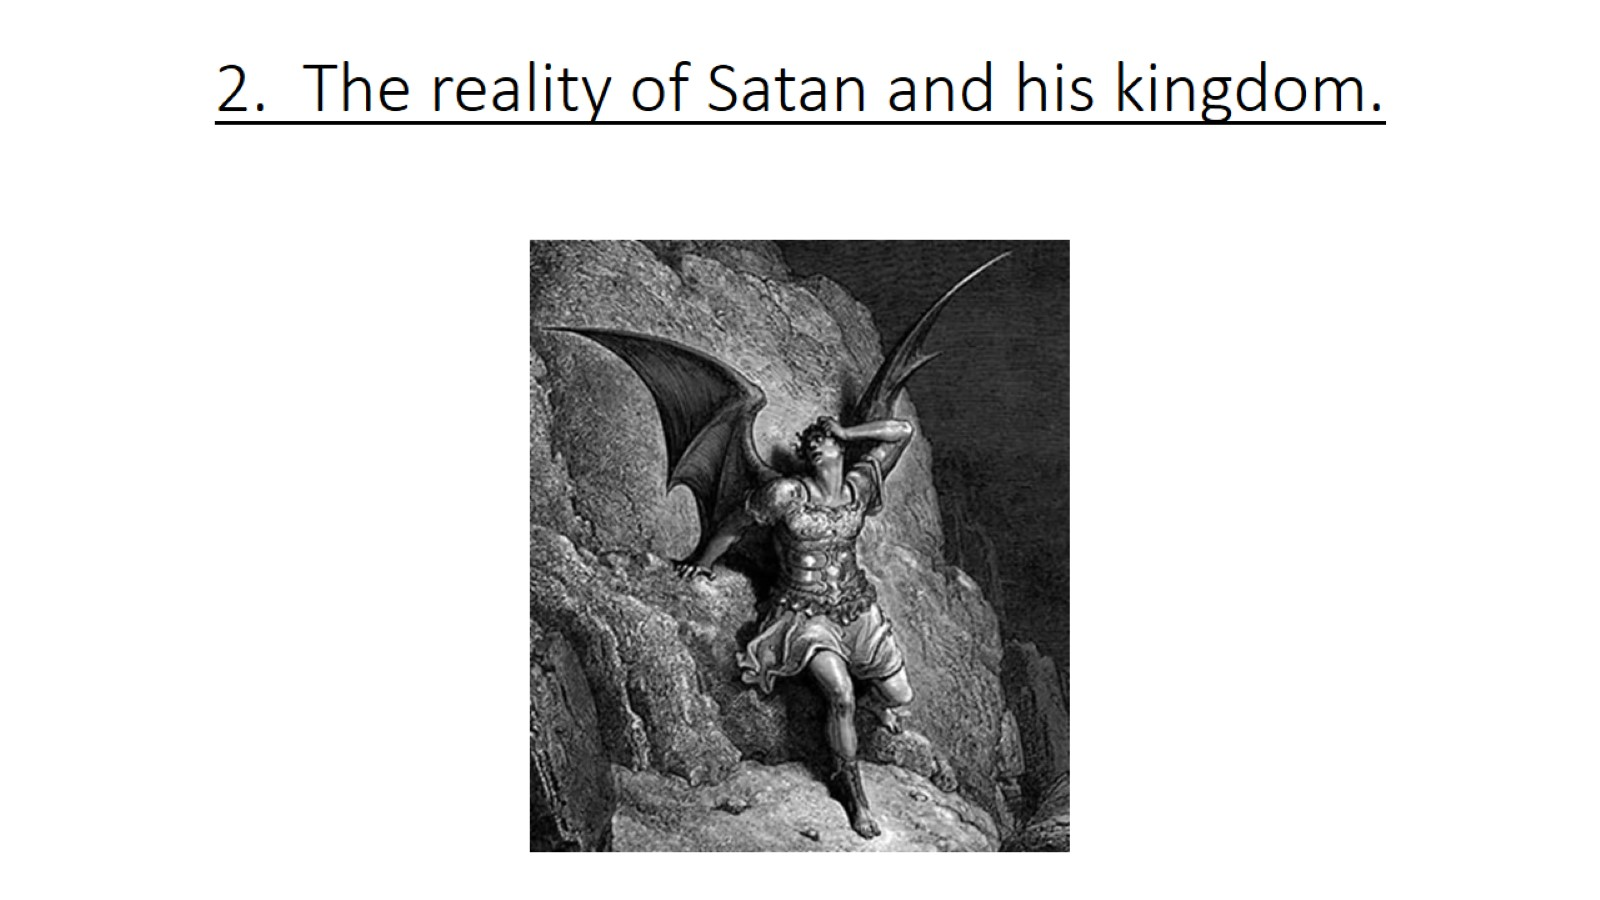 2.  The reality of Satan and his kingdom.